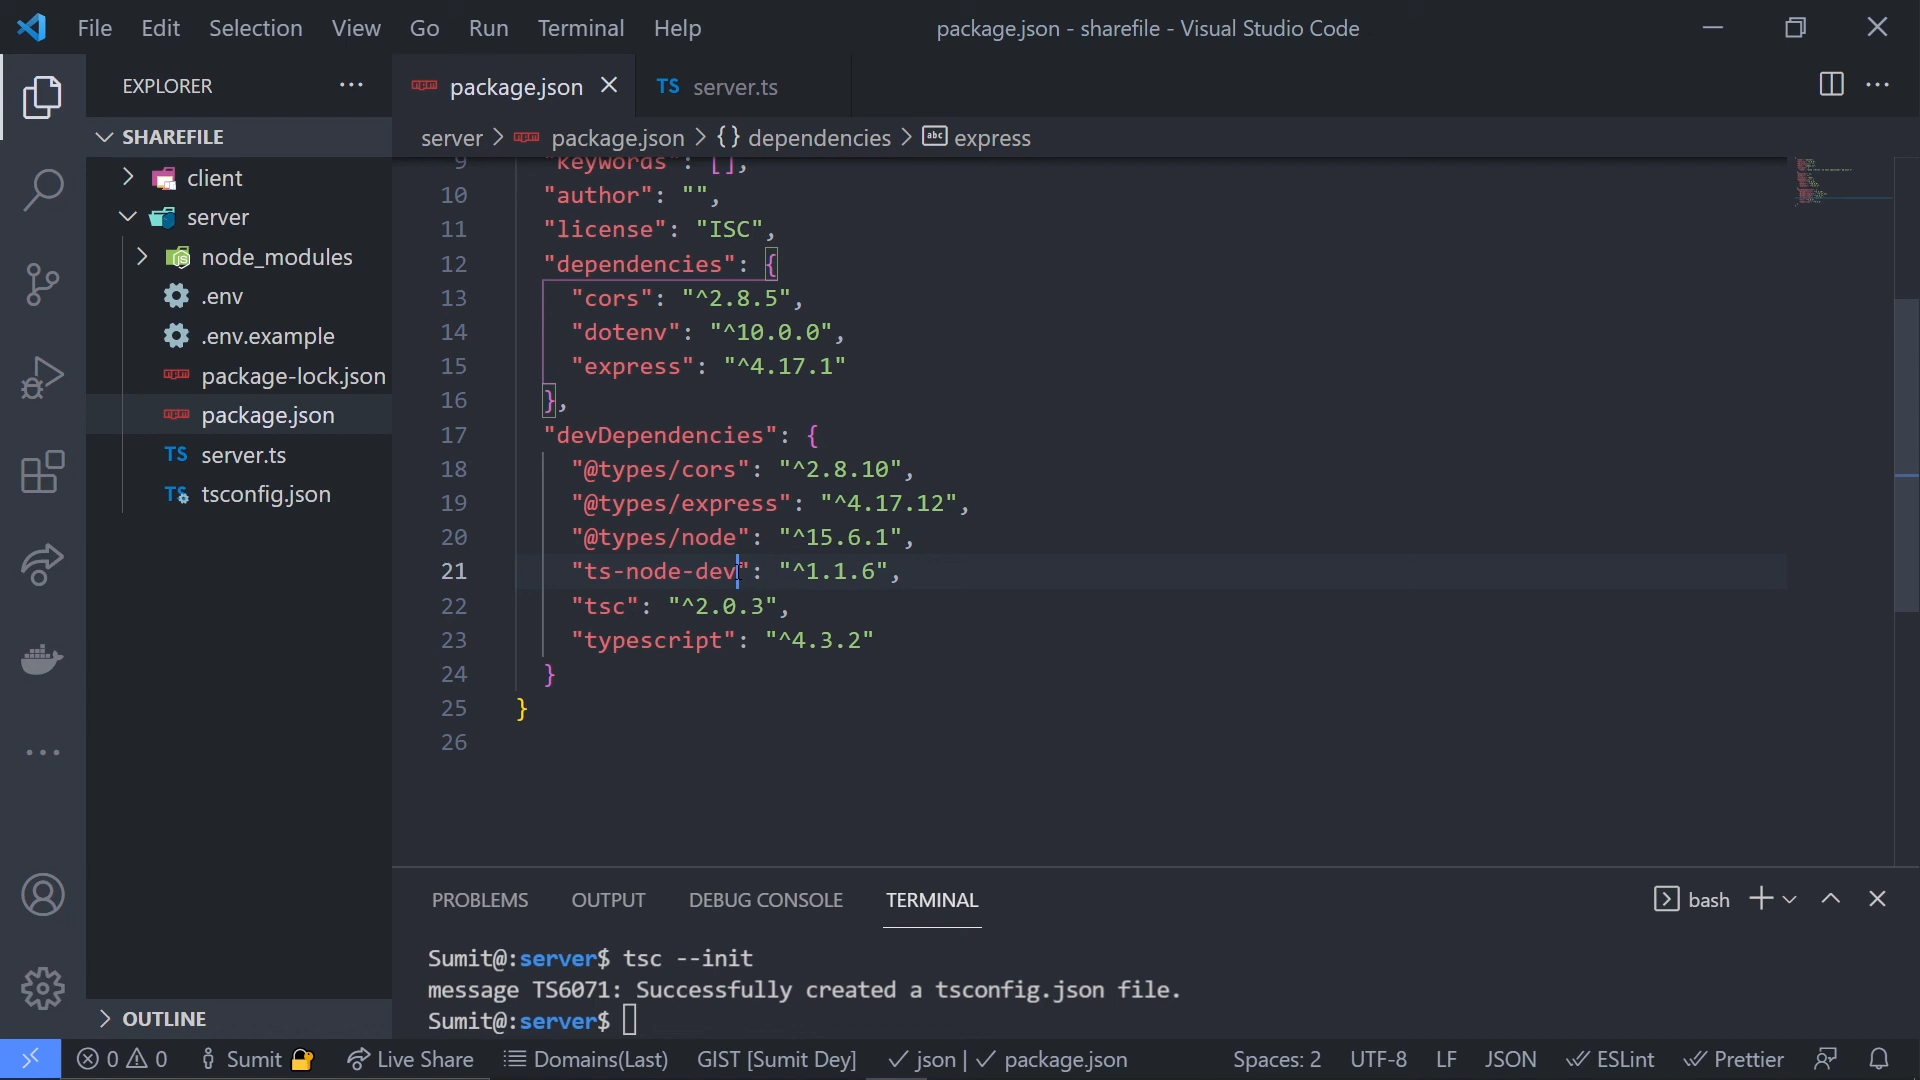 File Edit Selection View Go Run Terminal Help
package.json - sharefile - Visual Studio Code
EXPLORER
SHAREFILE
client
server
node_modules
.env
.env.example
package-lock.json
package.json
TS server.ts
TS tsconfig.json
OUTLINE
package.json
TS server.ts
server > package.json > {} dependencies > abc express
9 "keywords": [],
10 "author": "",
11 "license": "ISC",
12 "dependencies": {
13 "cors": "^2.8.5",
14 "dotenv": "^10.0.0",
15 "express": "^4.17.1"
16 },
17 "devDependencies": {
18 "@types/cors": "^2.8.10",
19 "@types/express": "^4.17.12",
20 "@types/node": "^15.6.1",
21 "ts-node-dev": "^1.1.6",
22 "tsc": "^2.0.3",
23 "typescript": "^4.3.2"
24 }
25 }
26
PROBLEMS OUTPUT DEBUG CONSOLE TERMINAL
bash
Sumit@:server$ tsc --init
message TS6071: Successfully created a tsconfig.json file.
Sumit@:server$
0 0 Sumit Live Share Domains(Last) GIST [Sumit Dey] json | package.json Spaces: 2 UTF-8 LF JSON ESLint Prettier